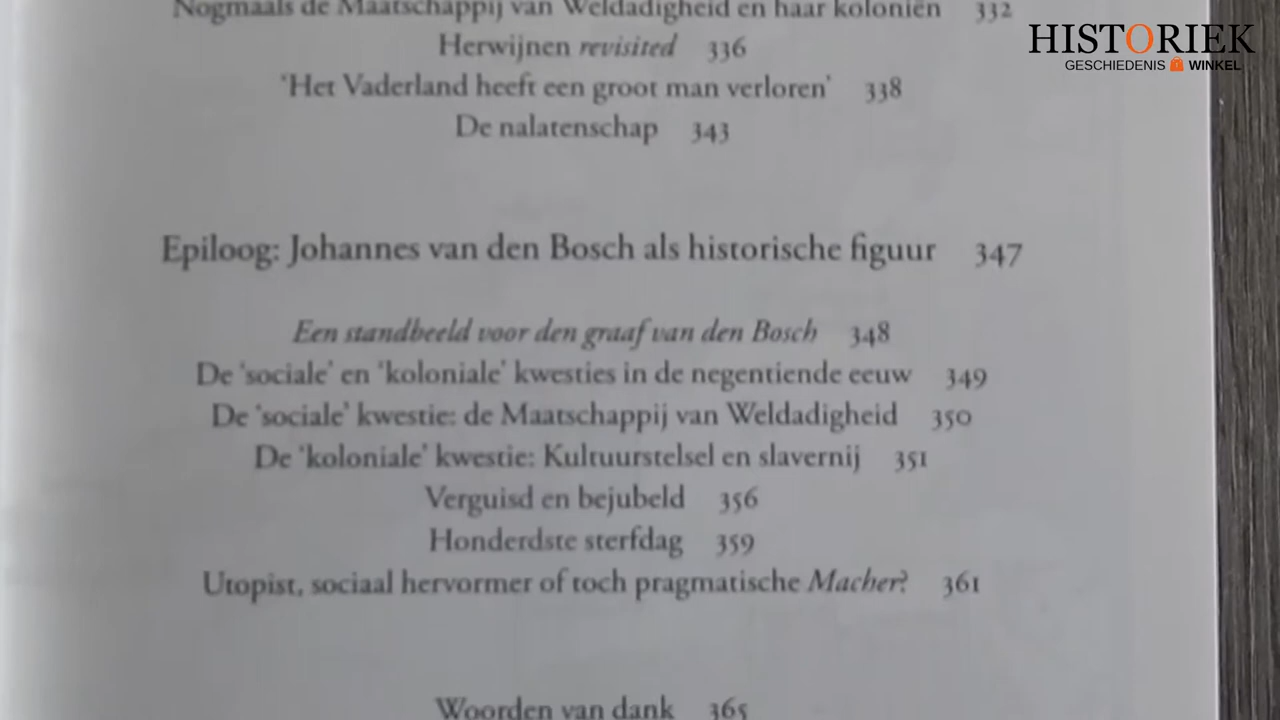 Nogmaals de Maatschappij van Weldadigheid en haar koloniën 332
HISTORIEK
GESCHIEDENIS WINKEL
Herwijnen revisited 336
‘Het Vaderland heeft een groot man verloren’ 338
De nalatenschap 343
Epiloog: Johannes van den Bosch als historische figuur 347
Een standbeeld voor den graaf van den Bosch 348
De ‘sociale’ en ‘koloniale’ kwesties in de negentiende eeuw 349
De ‘sociale’ kwestie: de Maatschappij van Weldadigheid 350
De ‘koloniale’ kwestie: Kultuurstelsel en slavernij 351
Verguisd en bejubeld 356
Honderdste sterfdag 359
Utopist, sociaal hervormer of toch pragmatische Macher? 361
Woorden van dank 365